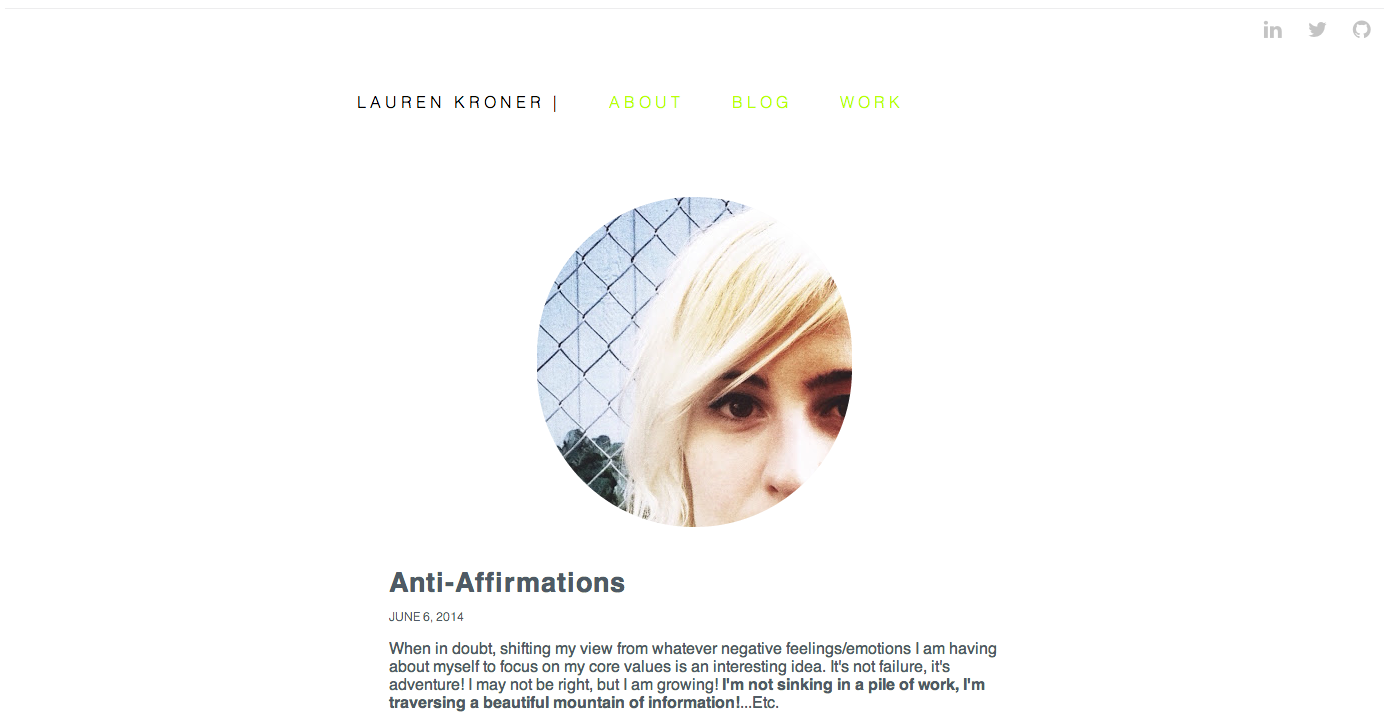 in
LAUREN KRONER | ABOUT BLOG WORK
Anti-Affirmations
JUNE 6, 2014
When in doubt, shifting my view from whatever negative feelings/emotions I am having
about myself to focus on my core values is an interesting idea. It's not failure, it's
adventure! I may not be right, but I am growing! I'm not sinking in a pile of work, I'm
traversing a beautiful mountain of information!...Etc.